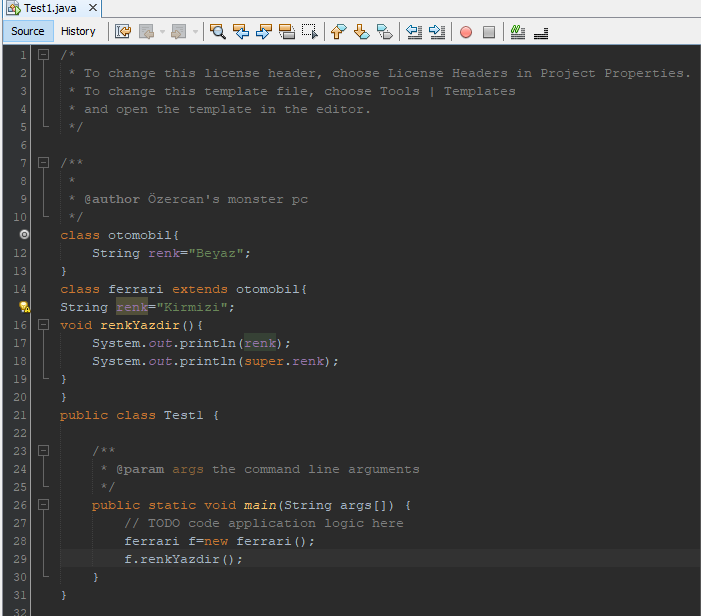 Test1.java
Source History
1 /*
2 * To change this license header, choose License Headers in Project Properties.
3 * To change this template file, choose Tools | Templates
4 * and open the template in the editor.
5 */
6
7 /**
8 *
9 * @author Özercan's monster pc
10 */
class otomobil{
12 String renk="Beyaz";
13 }
14 class ferrari extends otomobil{
String renk="Kirmizi";
16 void renkYazdir(){
17 System.out.println(renk);
18 System.out.println(super.renk);
19 }
20 }
21 public class Test1 {
22
23 /**
24 * @param args the command line arguments
25 */
26 public static void main(String args[]) {
27 // TODO code application logic here
28 ferrari f=new ferrari();
29 f.renkYazdir();
30 }
31 }
32